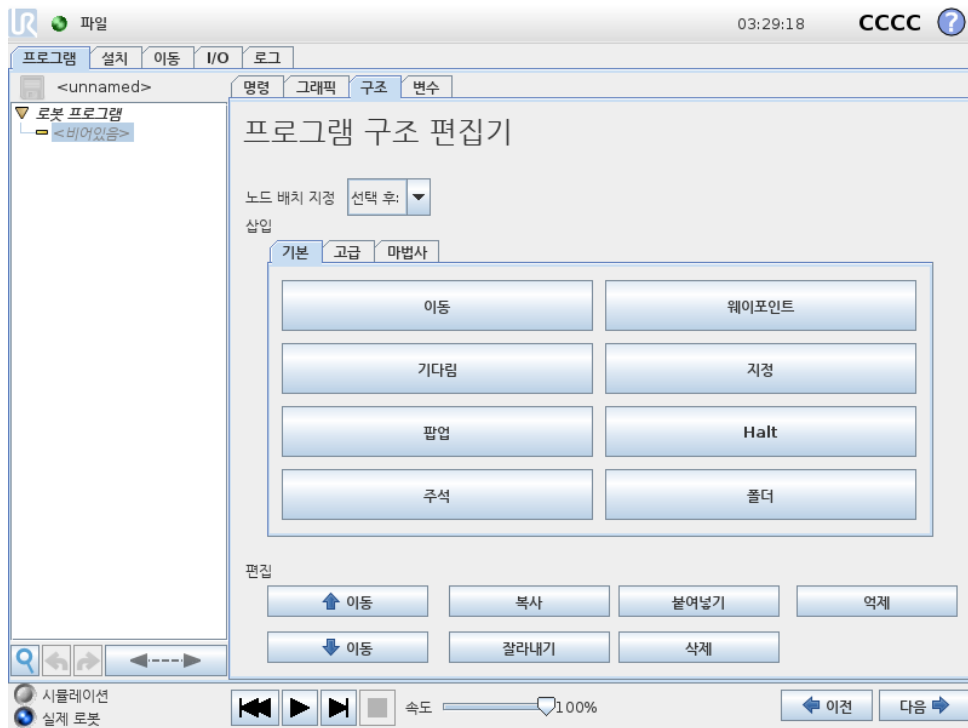 UR 파일 03:29:18 CCCC ?
프로그램 설치 이동 I/O 로그
<unnamed>
명령 그래픽 구조 변수
로봇 프로그램
<비어있음>
프로그램 구조 편집기
노드 배치 지정 선택 후:
삽입
기본 고급 마법사
이동 웨이포인트
기다림 지정
팝업 Halt
주석 폴더
편집
이동 복사 붙여넣기 억제
이동 잘라내기 삭제
시뮬레이션
실제 로봇
속도 100%
이전 다음